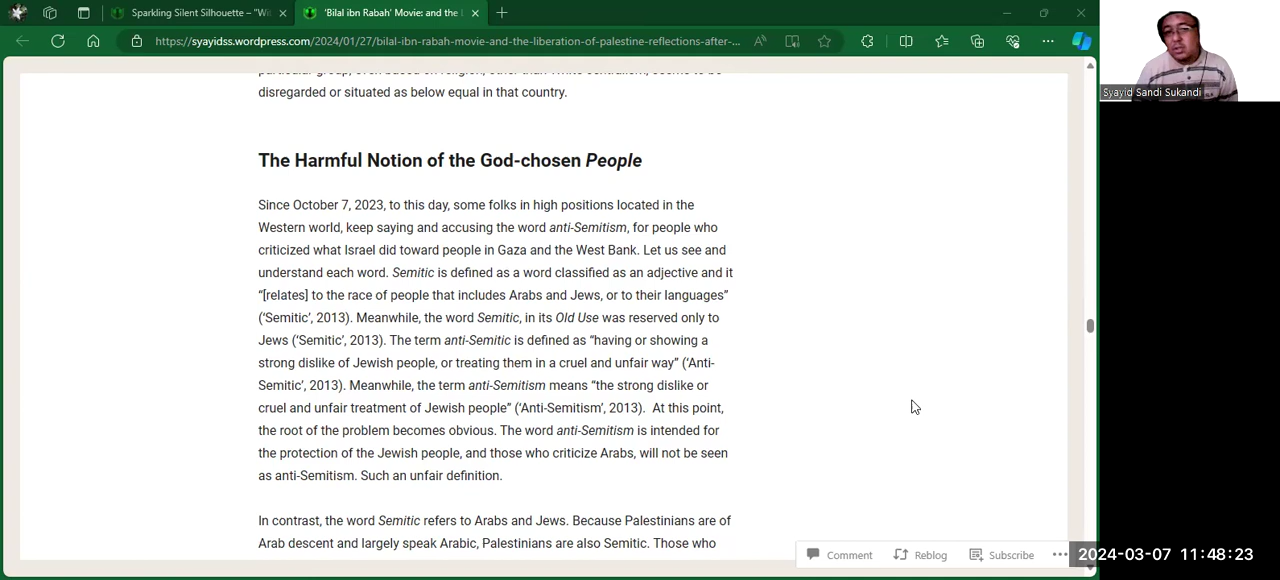 Sparkling Silent Silhouette – "Wi
'Bilal ibn Rabah' Movie: and the L
https://syayidss.wordpress.com/2024/01/27/bilal-ibn-rabah-movie-and-the-liberation-of-palestine-reflections-after-...
Syayid Sandi Sukandi
disregarded or situated as below equal in that country.
The Harmful Notion of the God-chosen People
Since October 7, 2023, to this day, some folks in high positions located in the
Western world, keep saying and accusing the word anti-Semitism, for people who
criticized what Israel did toward people in Gaza and the West Bank. Let us see and
understand each word. Semitic is defined as a word classified as an adjective and it
"[relates] to the race of people that includes Arabs and Jews, or to their languages"
('Semitic', 2013). Meanwhile, the word Semitic, in its Old Use was reserved only to
Jews ('Semitic', 2013). The term anti-Semitic is defined as "having or showing a
strong dislike of Jewish people, or treating them in a cruel and unfair way" ('Anti-
Semitic', 2013). Meanwhile, the term anti-Semitism means "the strong dislike or
cruel and unfair treatment of Jewish people" ('Anti-Semitism', 2013).  At this point,
the root of the problem becomes obvious. The word anti-Semitism is intended for
the protection of the Jewish people, and those who criticize Arabs, will not be seen
as anti-Semitism. Such an unfair definition.
In contrast, the word Semitic refers to Arabs and Jews. Because Palestinians are of
Arab descent and largely speak Arabic, Palestinians are also Semitic. Those who
Comment Reblog Subscribe
2024-03-07 11:48:23